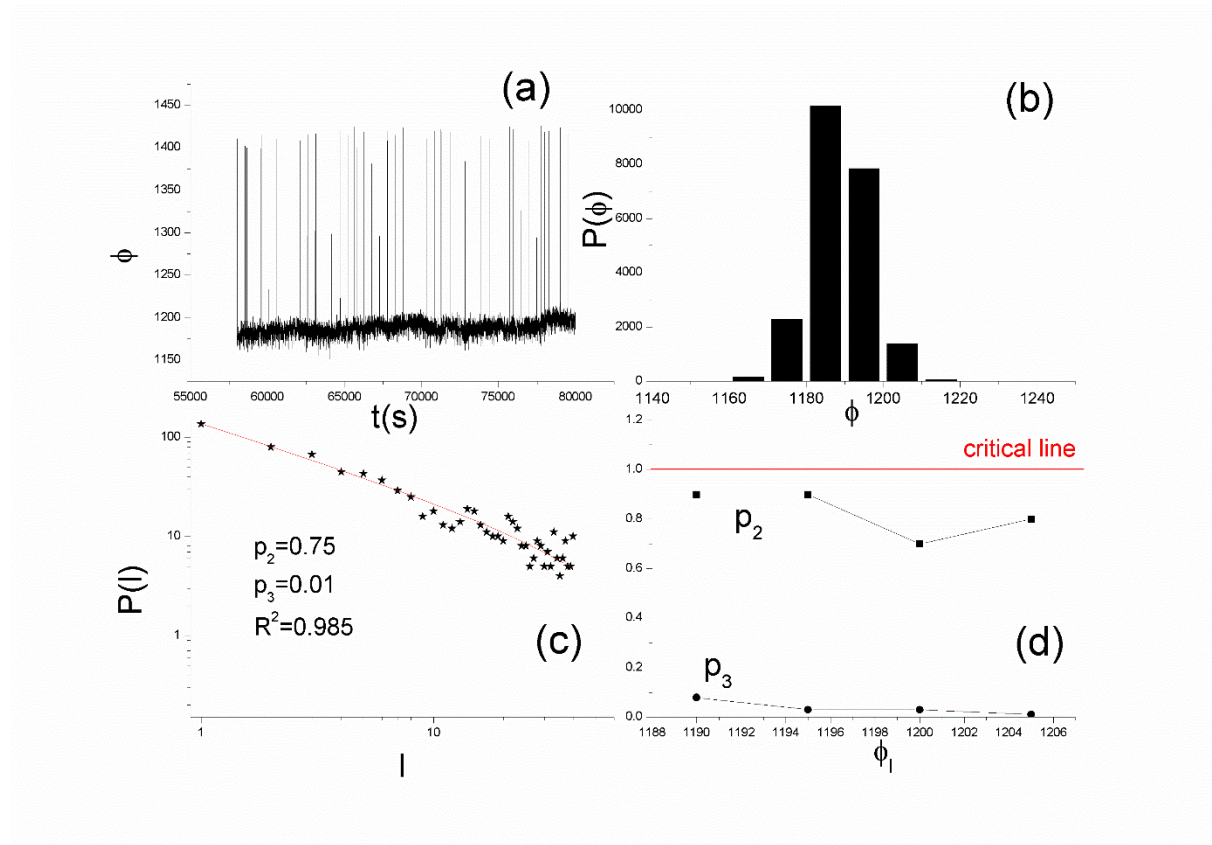 (a)
1450
1400
1350
1300
1250
1200
1150
ϕ
55000 60000 65000 70000 75000 80000
t(s)
(b)
10000
8000
6000
4000
2000
0
P(ϕ)
1140 1160 1180 1200 1220 1240
ϕ
100
10
1
P(l)
p2=0.75
p3=0.01
R²=0.985
(c)
1 10
l
1.2
1.0
0.8
0.6
0.4
0.2
0.0
critical line
p2
p3
(d)
1188 1190 1192 1194 1196 1198 1200 1202 1204 1206
ϕl